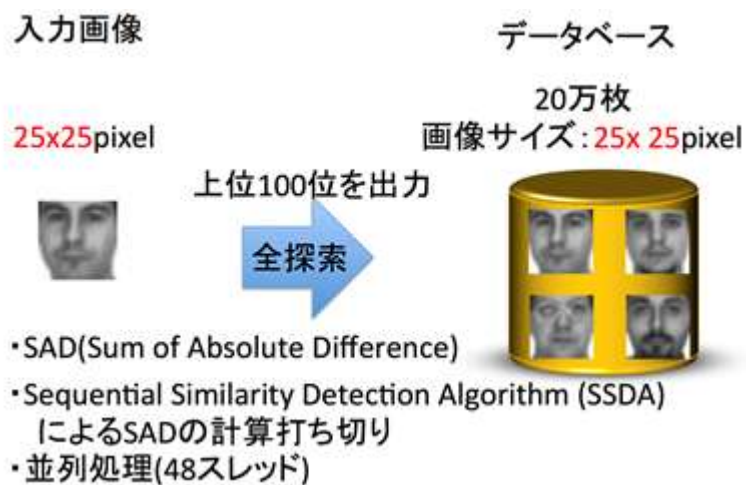 入力画像
データベース
25x25pixel
20万枚
画像サイズ：25x 25pixel
上位100位を出力
全探索
・SAD(Sum of Absolute Difference)
・Sequential Similarity Detection Algorithm (SSDA)
によるSADの計算打ち切り
・並列処理(48スレッド)